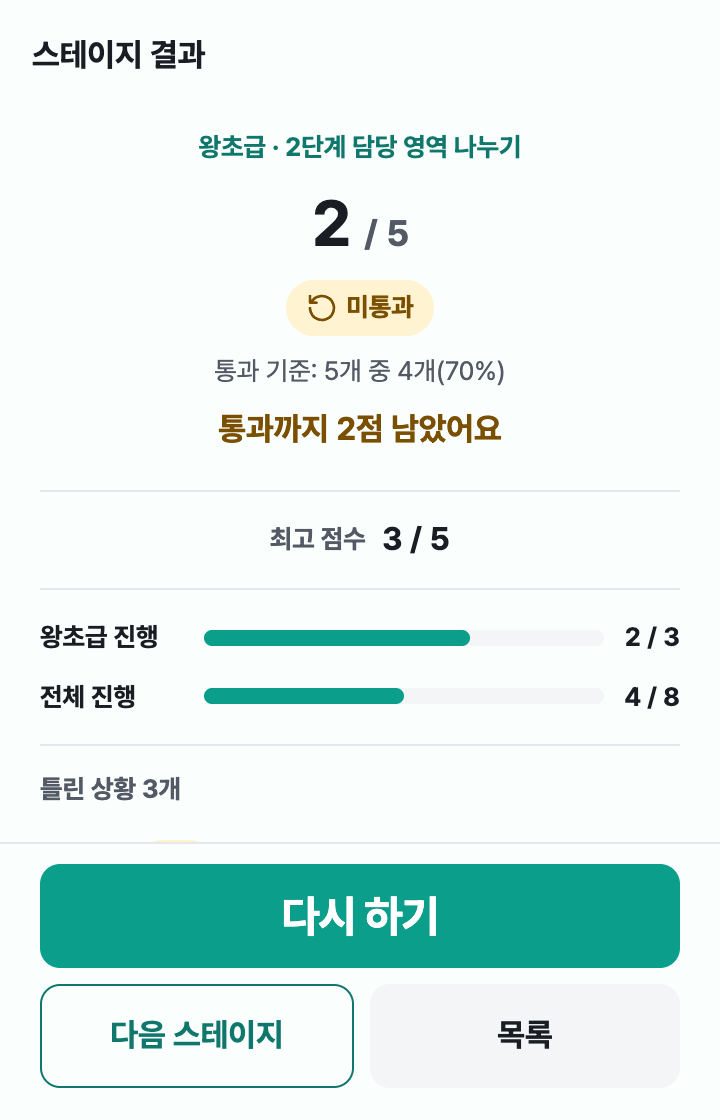 스테이지 결과
왕초급 · 2단계 담당 영역 나누기
2 / 5
미통과
통과 기준: 5개 중 4개(70%)
통과까지 2점 남았어요
최고 점수 3 / 5
왕초급 진행 2 / 3
전체 진행 4 / 8
틀린 상황 3개
다시 하기
다음 스테이지 목록